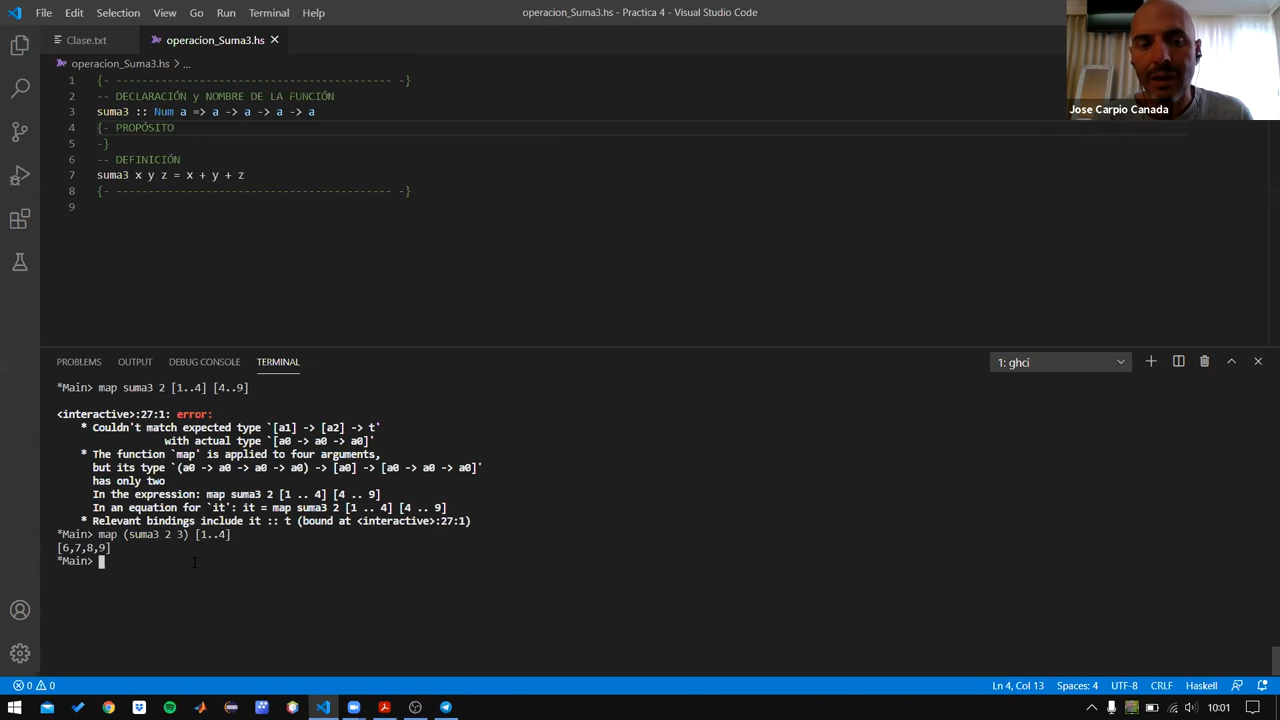 File Edit Selection View Go Run Terminal Help
operacion_Suma3.hs - Practica 4 - Visual Studio Code
Clase.txt
operacion_Suma3.hs
operacion_Suma3.hs > ...
1 {- ----------------------------------------- -}
2 -- DECLARACIÓN y NOMBRE DE LA FUNCIÓN
3 suma3 :: Num a => a -> a -> a -> a
4 {- PROPÓSITO
5 -}
6 -- DEFINICIÓN
7 suma3 x y z = x + y + z
8 {- ----------------------------------------- -}
9
Jose Carpio Canada
PROBLEMS OUTPUT DEBUG CONSOLE TERMINAL
1: ghci
*Main> map suma3 2 [1..4] [4..9]
<interactive>:27:1: error:
* Couldn't match expected type `[a1] -> [a2] -> t'
with actual type `[a0 -> a0 -> a0]'
* The function `map' is applied to four arguments,
but its type `(a0 -> a0 -> a0 -> a0) -> [a0] -> [a0 -> a0 -> a0]'
has only two
In the expression: map suma3 2 [1 .. 4] [4 .. 9]
In an equation for `it': it = map suma3 2 [1 .. 4] [4 .. 9]
* Relevant bindings include it :: t (bound at <interactive>:27:1)
*Main> map (suma3 2 3) [1..4]
[6,7,8,9]
*Main>
0 0
Ln 4, Col 13 Spaces: 4 UTF-8 CRLF Haskell
10:01